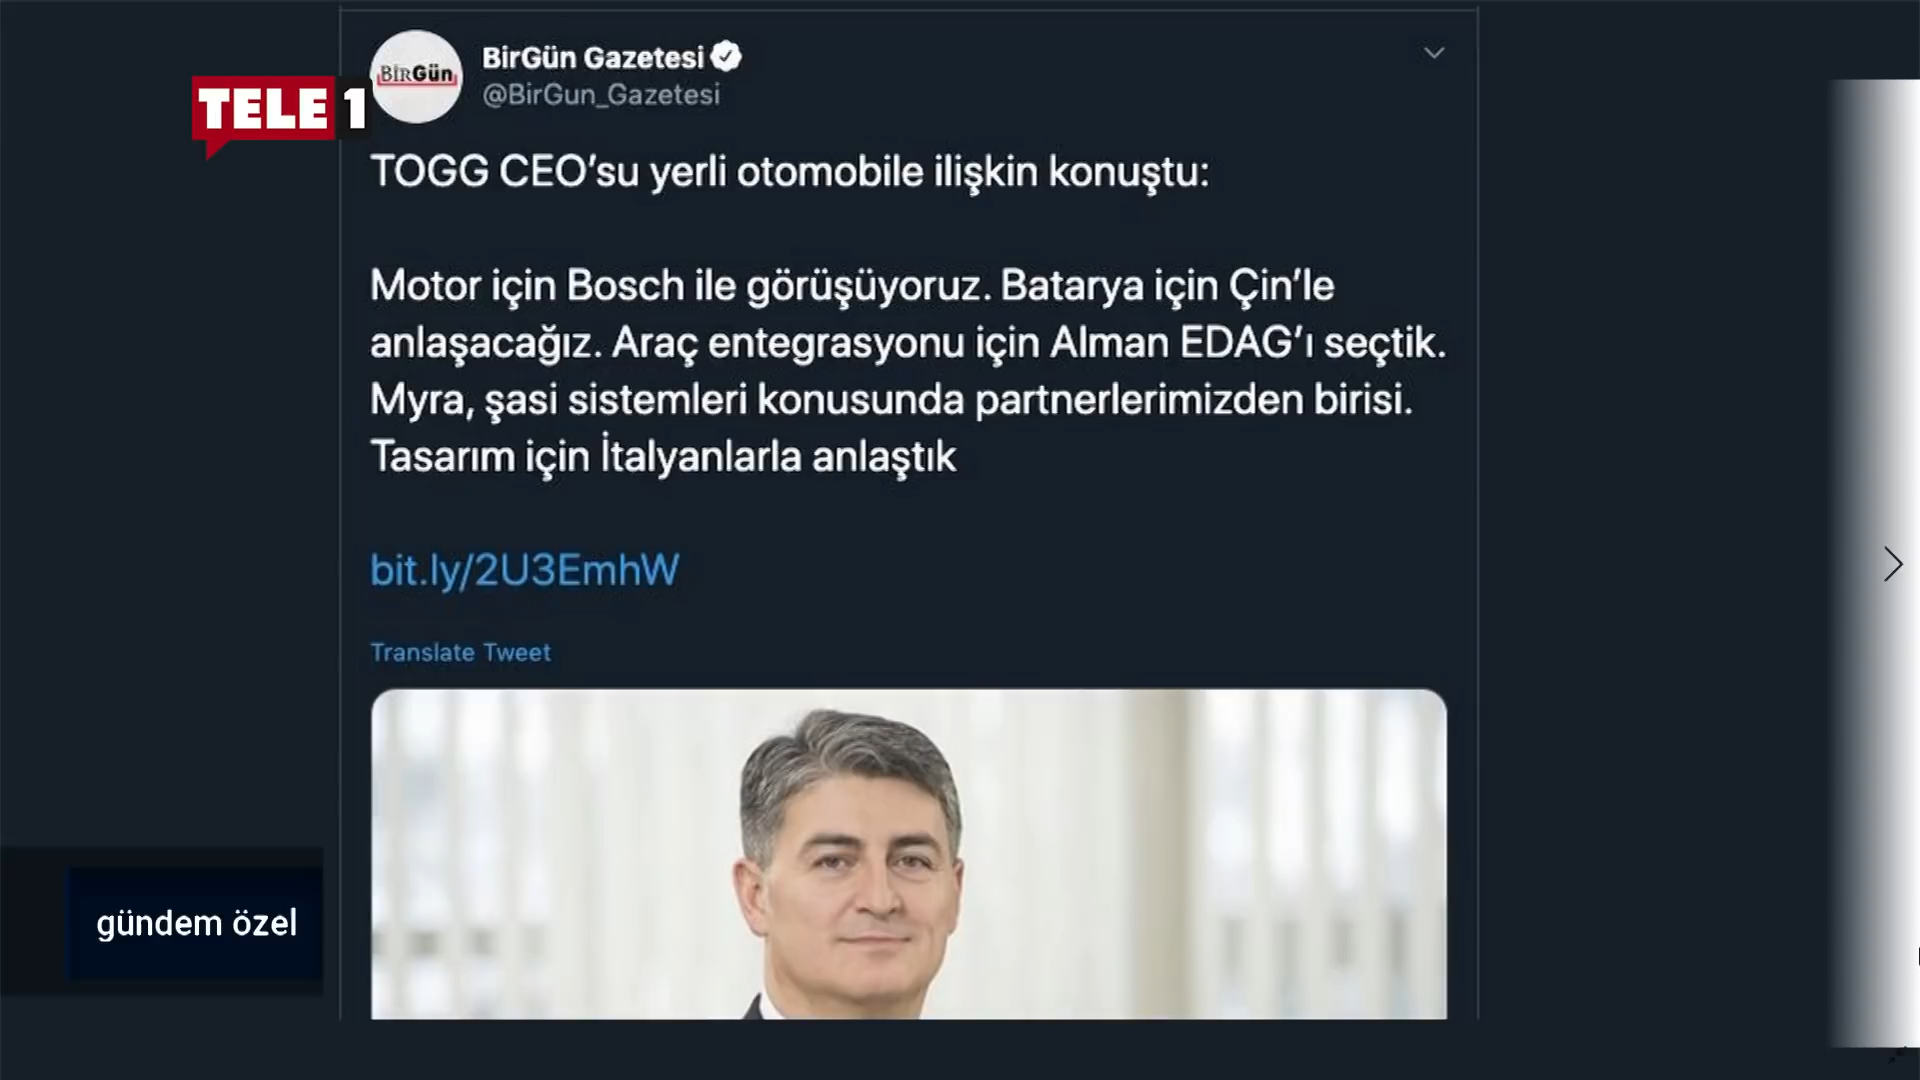 BirGün Gazetesi
BİRGün
@BirGun_Gazetesi
TELE 1
TOGG CEO'su yerli otomobile ilişkin konuştu:
Motor için Bosch ile görüşüyoruz. Batarya için Çin'le
anlaşacağız. Araç entegrasyonu için Alman EDAG'ı seçtik.
Myra, şasi sistemleri konusunda partnerlerimizden birisi.
Tasarım için İtalyanlarla anlaştık
bit.ly/2U3EmhW
Translate Tweet
gündem özel